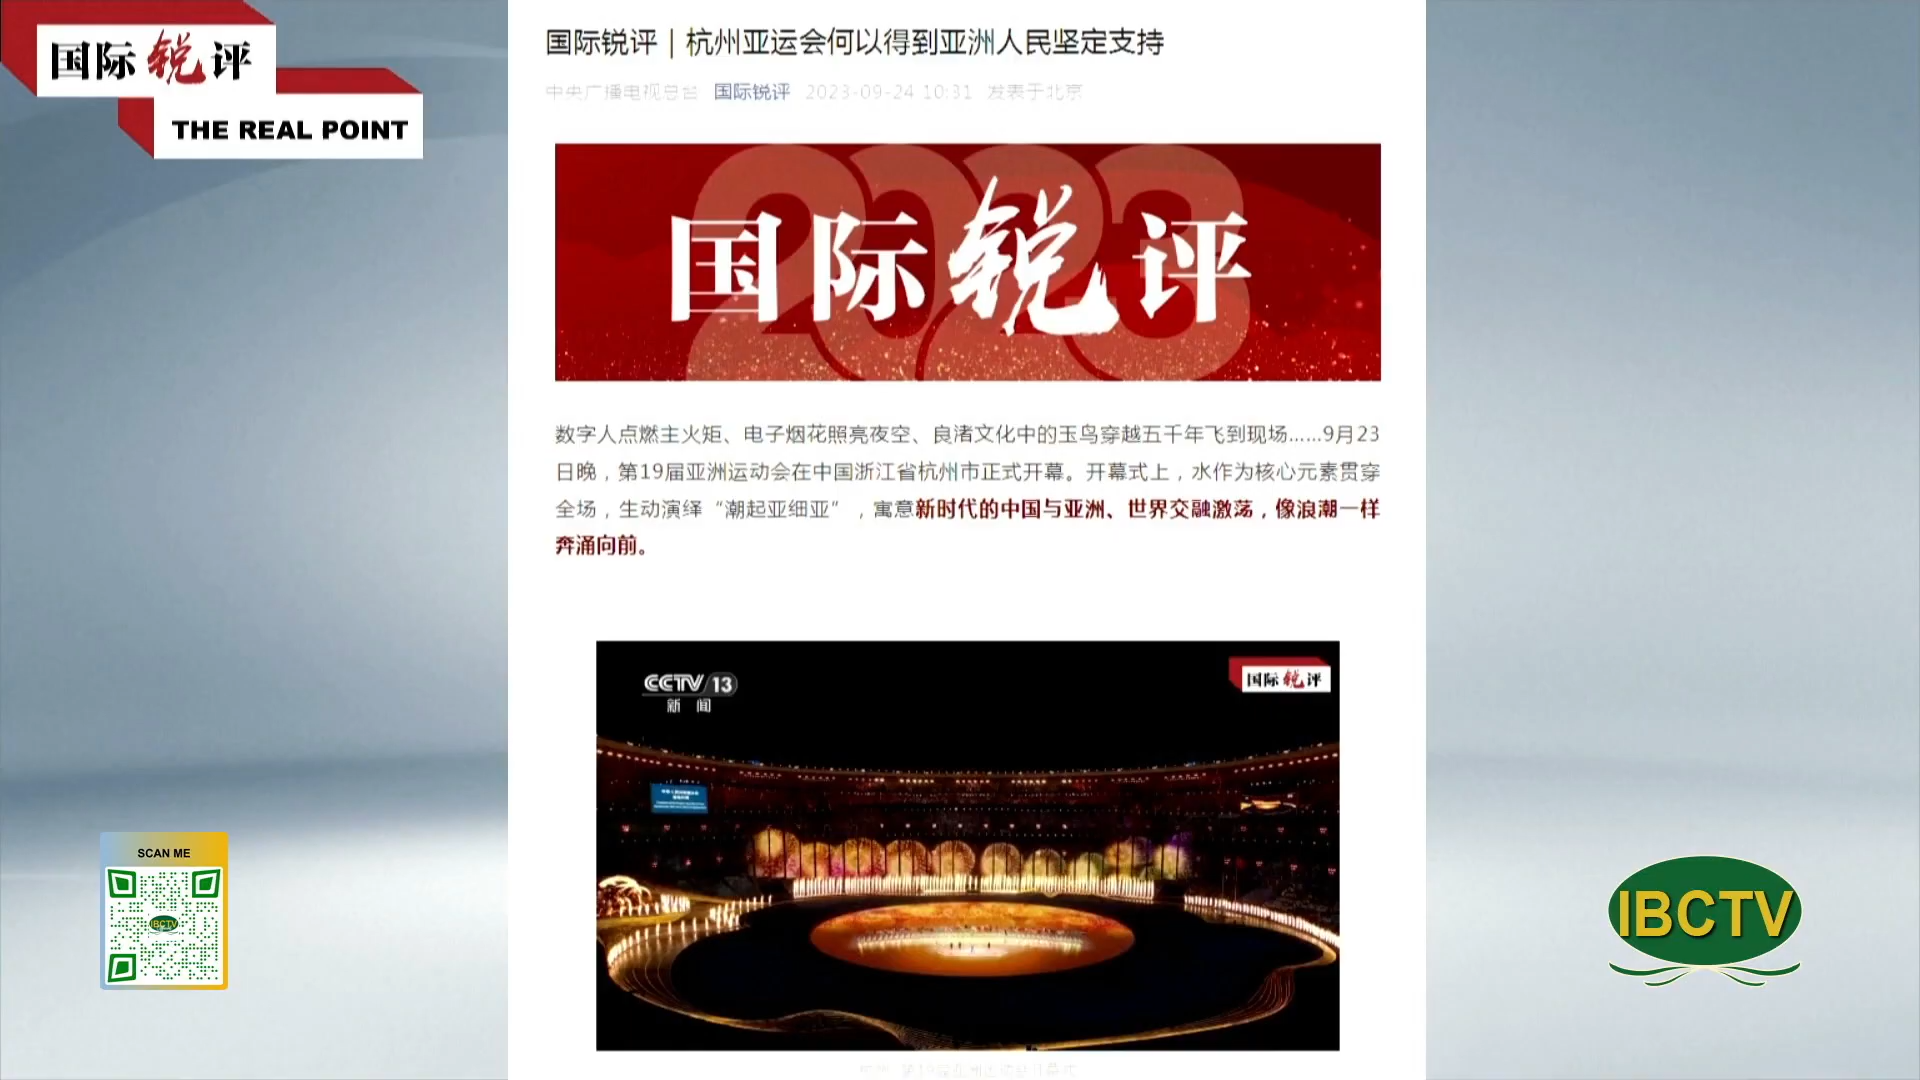 国际锐评
THE REAL POINT
国际锐评 | 杭州亚运会何以得到亚洲人民坚定支持
中央广播电视总台 国际锐评 2023-09-24 10:31 发表于北京
2023
国际锐评
数字人点燃主火炬、电子烟花照亮夜空、良渚文化中的玉鸟穿越五千年飞到现场……9月23
日晚，第19届亚洲运动会在中国浙江省杭州市正式开幕。开幕式上，水作为核心元素贯穿
全场，生动演绎“潮起亚细亚”，寓意新时代的中国与亚洲、世界交融激荡，像浪潮一样
奔涌向前。
CCTV 13
新闻
国际锐评
SCAN ME
IBCTV
IBCTV